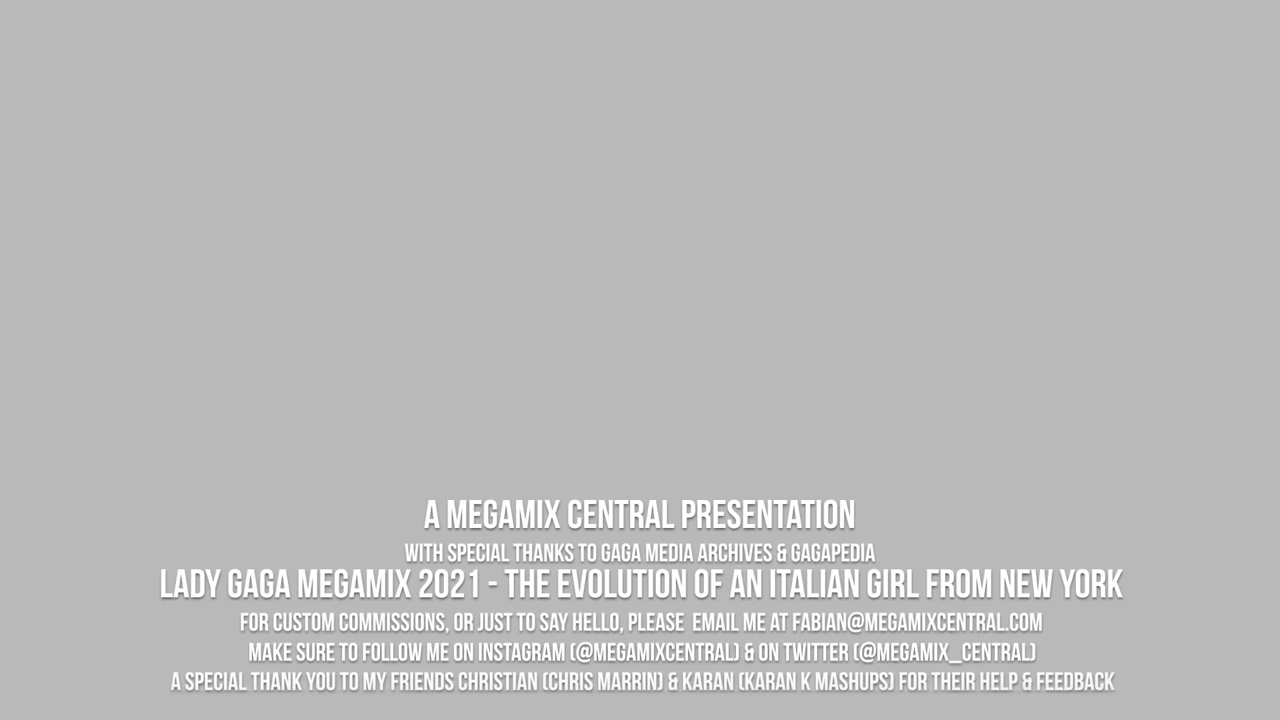 A MEGAMIX CENTRAL PRESENTATION
WITH SPECIAL THANKS TO GAGA MEDIA ARCHIVES & GAGAPEDIA
LADY GAGA MEGAMIX 2021 - THE EVOLUTION OF AN ITALIAN GIRL FROM NEW YORK
FOR CUSTOM COMMISSIONS, OR JUST TO SAY HELLO, PLEASE  EMAIL ME AT FABIAN@MEGAMIXCENTRAL.COM
MAKE SURE TO FOLLOW ME ON INSTAGRAM (@MEGAMIXCENTRAL) & ON TWITTER (@MEGAMIX_CENTRAL)
A SPECIAL THANK YOU TO MY FRIENDS CHRISTIAN (CHRIS MARRIN) & KARAN (KARAN K MASHUPS) FOR THEIR HELP & FEEDBACK